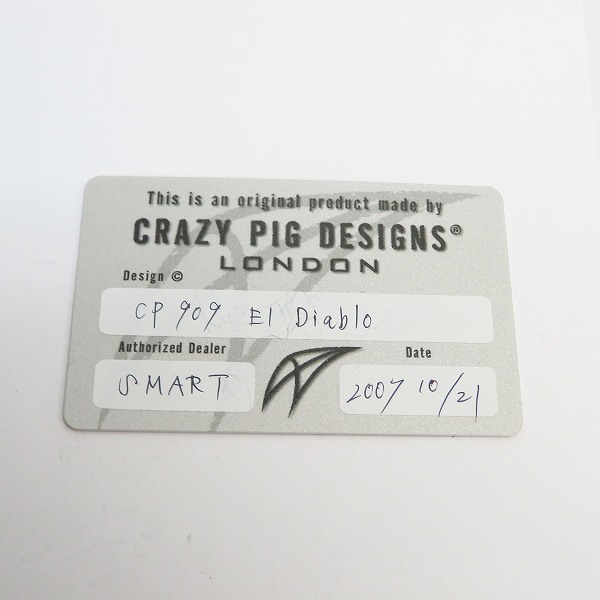 This is an original product made by
CRAZY PIG DESIGNS®
LONDON
Design ©
CP 909 El Diablo
Authorized Dealer
Date
SMART
2007 10/21